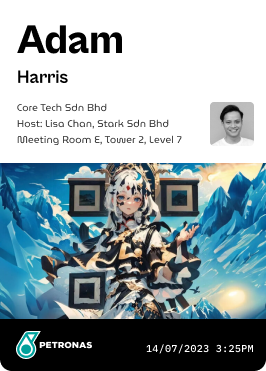 Adam
Harris
Core Tech Sdn Bhd
Host: Lisa Chan, Stark Sdn Bhd
Meeting Room E, Tower 2, Level 7
PETRONAS
14/07/2023 3:25PM